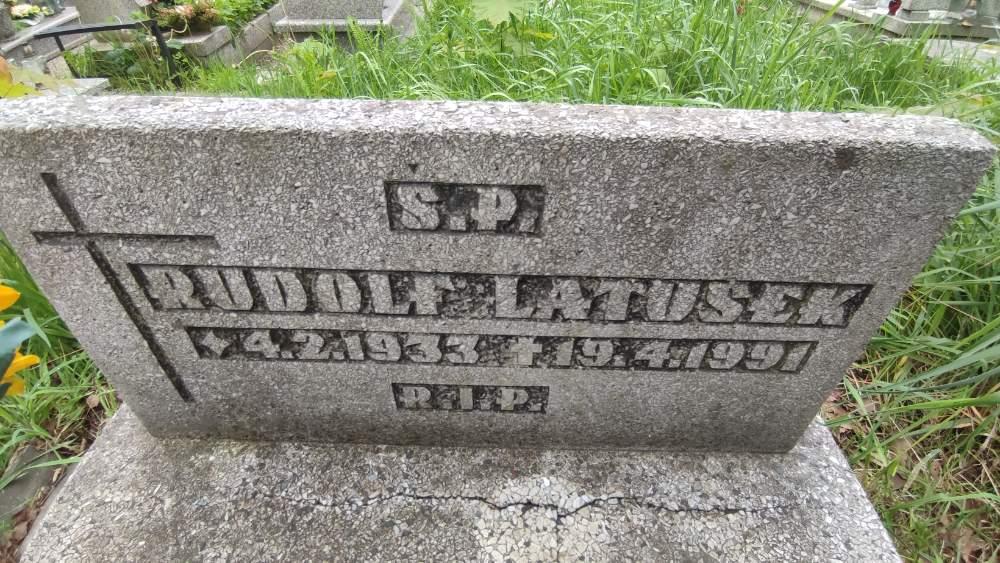 Ś.P.
RUDOLF LATUSEK
✦ 4.2.1933 ✝ 19.4.1991
R.I.P.